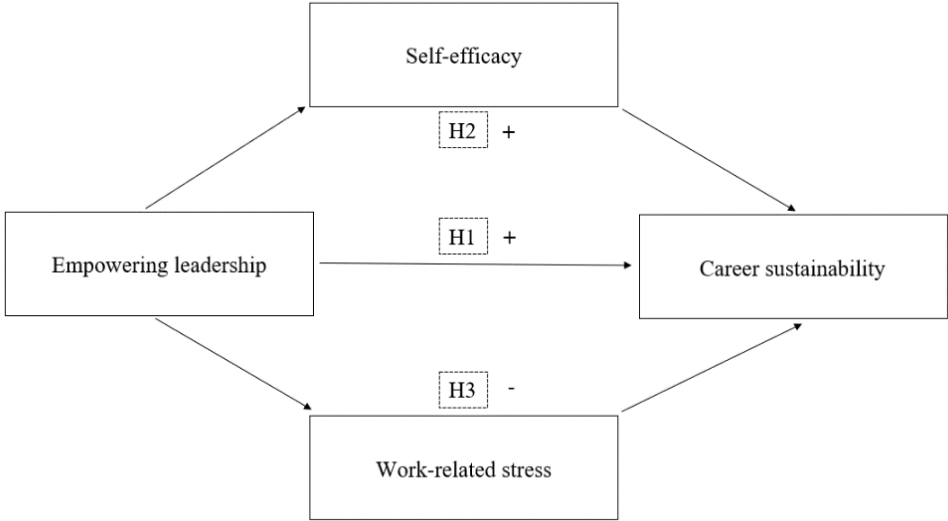 Self-efficacy
H2 +
H1 +
Empowering leadership
Career sustainability
H3 -
Work-related stress